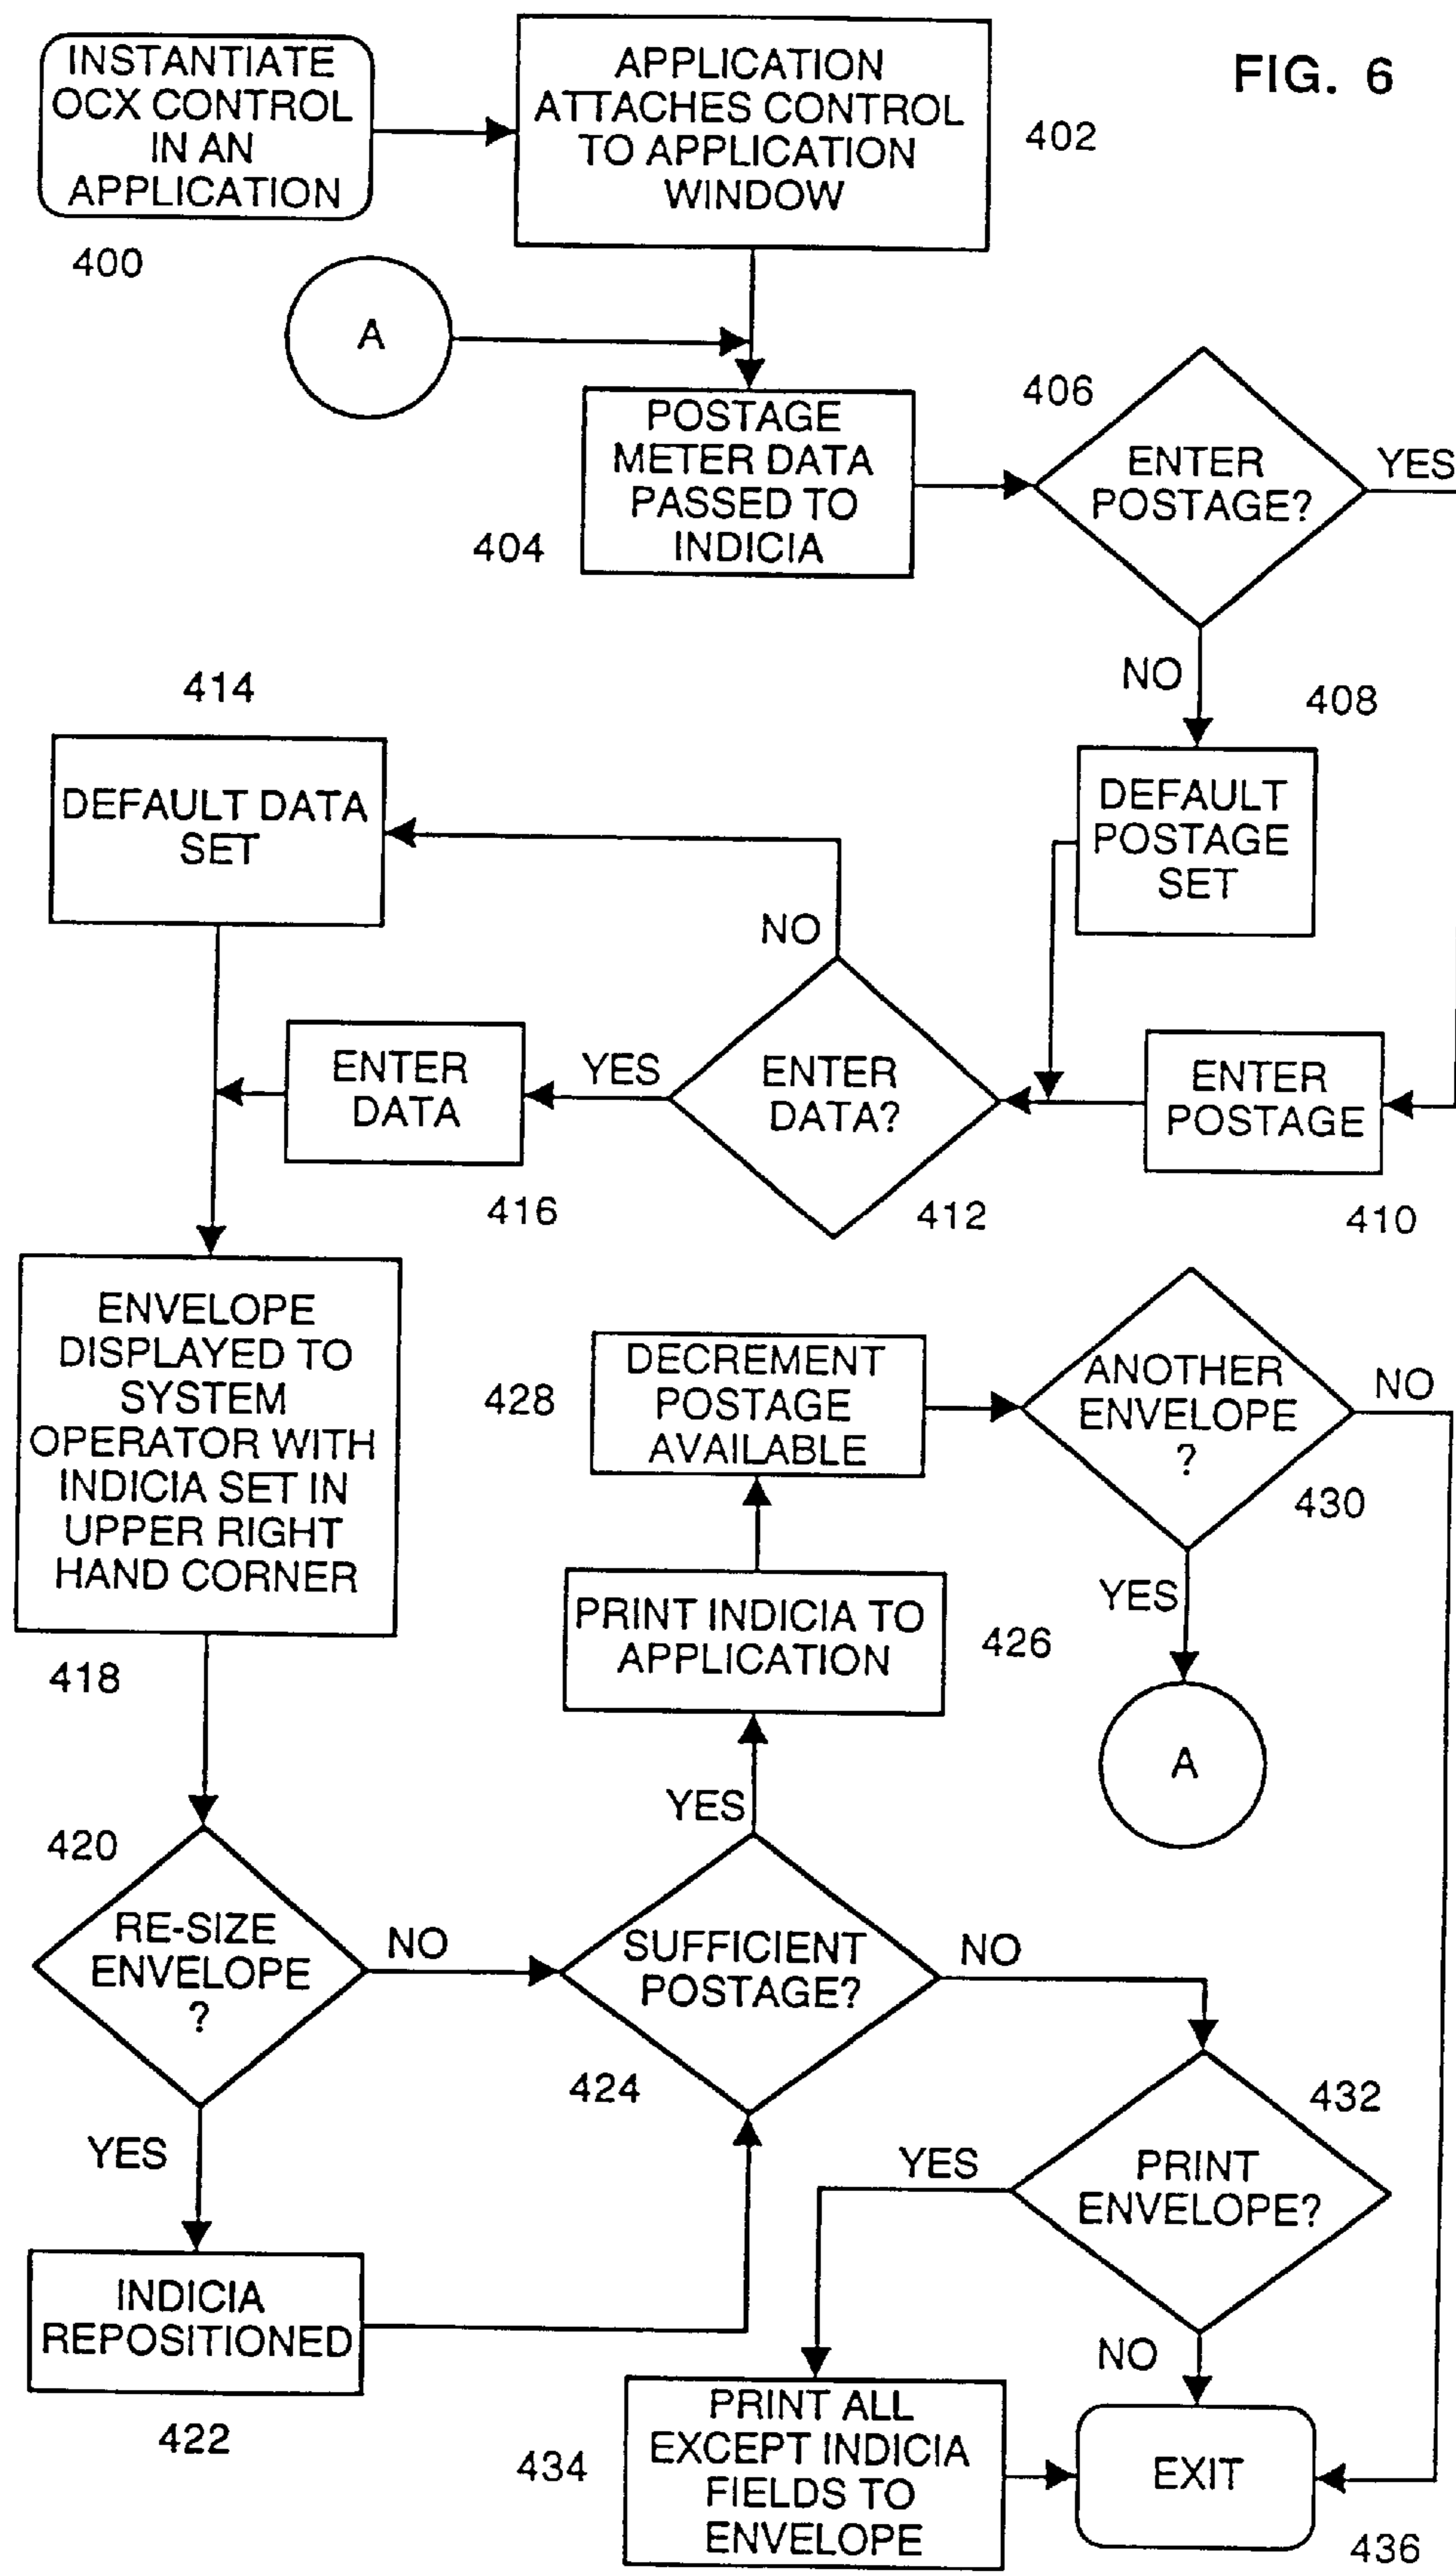 FIG. 6
INSTANTIATE
OCX CONTROL
IN AN
APPLICATION
400
APPLICATION
ATTACHES CONTROL
TO APPLICATION
WINDOW
402
A
POSTAGE
METER DATA
PASSED TO
INDICIA
404
406
ENTER
POSTAGE?
YES
NO
408
DEFAULT
POSTAGE
SET
414
DEFAULT DATA
SET
NO
ENTER
DATA
416
YES
ENTER
DATA?
412
ENTER
POSTAGE
410
ENVELOPE
DISPLAYED TO
SYSTEM
OPERATOR WITH
INDICIA SET IN
UPPER RIGHT
HAND CORNER
418
428
DECREMENT
POSTAGE
AVAILABLE
ANOTHER
ENVELOPE
?
NO
430
YES
A
PRINT INDICIA TO
APPLICATION
426
YES
420
RE-SIZE
ENVELOPE
?
NO
SUFFICIENT
POSTAGE?
NO
424
YES
INDICIA
REPOSITIONED
422
432
PRINT
ENVELOPE?
YES
NO
434
PRINT ALL
EXCEPT INDICIA
FIELDS TO
ENVELOPE
EXIT
436